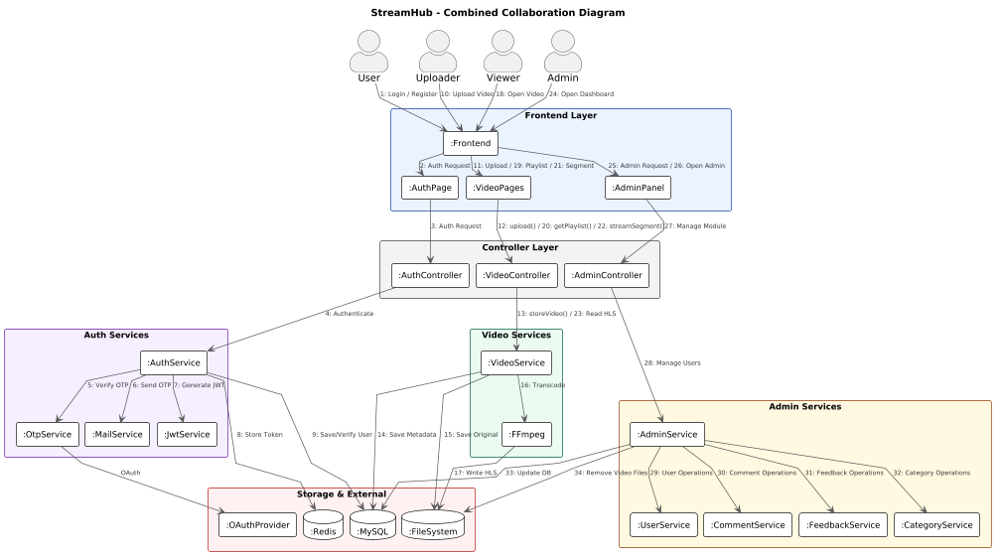 StreamHub - Combined Collaboration Diagram
User
Uploader
Viewer
Admin
1: Login / Register
10: Upload Video
18: Open Video
24: Open Dashboard
Frontend Layer
:Frontend
2: Auth Request
11: Upload / 19: Playlist / 21: Segment
25: Admin Request / 26: Open Admin
:AuthPage
:VideoPages
:AdminPanel
3: Auth Request
12: upload() / 20: getPlaylist() / 22: streamSegment()
27: Manage Module
Controller Layer
:AuthController
:VideoController
:AdminController
4: Authenticate
13: storeVideo() / 23: Read HLS
Auth Services
Video Services
:AuthService
:VideoService
28: Manage Users
5: Verify OTP
6: Send OTP
7: Generate JWT
16: Transcode
Admin Services
:OtpService
:MailService
:JwtService
8: Store Token
9: Save/Verify User
14: Save Metadata
15: Save Original
:FFmpeg
:AdminService
OAuth
17: Write HLS
33: Update DB
34: Remove Video Files
29: User Operations
30: Comment Operations
31: Feedback Operations
32: Category Operations
Storage & External
:OAuthProvider
:Redis
:MySQL
:FileSystem
:UserService
:CommentService
:FeedbackService
:CategoryService